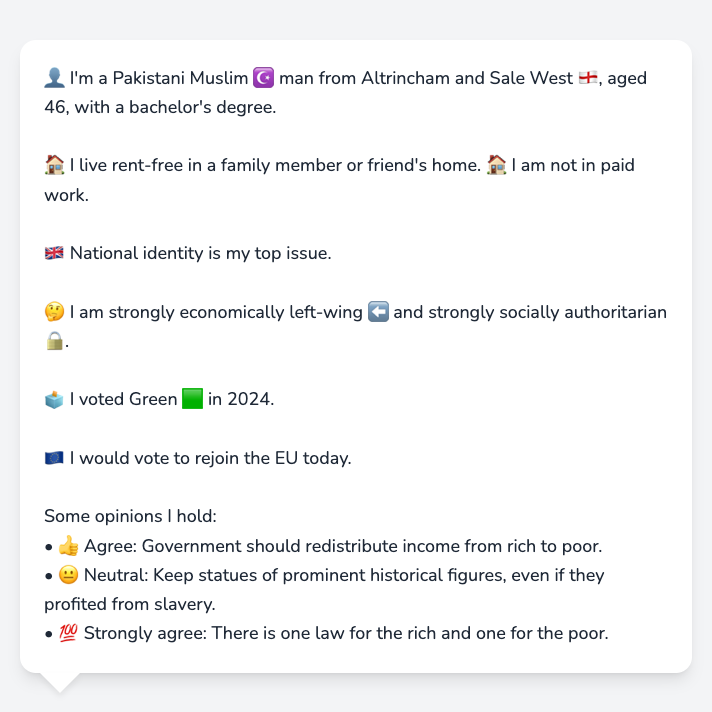 👤 I'm a Pakistani Muslim ☪️ man from Altrincham and Sale West 🏴󠁧󠁢󠁥󠁮󠁧󠁿, aged
46, with a bachelor's degree.
🏠 I live rent-free in a family member or friend's home. 🏠 I am not in paid
work.
🇬🇧 National identity is my top issue.
🤔 I am strongly economically left-wing ⬅️ and strongly socially authoritarian
🔒.
🗳️ I voted Green 🟩 in 2024.
🇪🇺 I would vote to rejoin the EU today.
Some opinions I hold:
• 👍 Agree: Government should redistribute income from rich to poor.
• 😐 Neutral: Keep statues of prominent historical figures, even if they
profited from slavery.
• 💯 Strongly agree: There is one law for the rich and one for the poor.